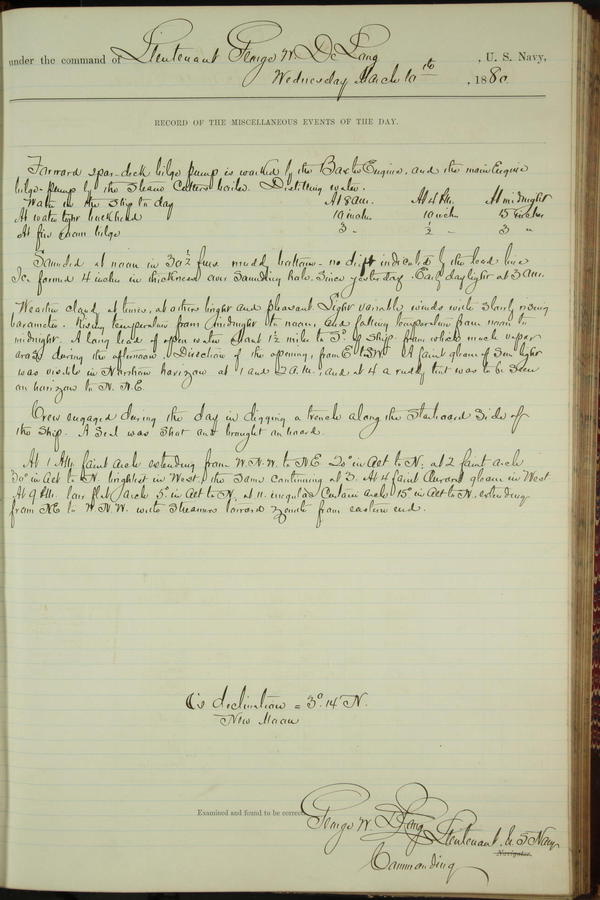 under the command of Lieutenant George W. De Long, U. S. Navy,
Wednesday March 10th, 1880
RECORD OF THE MISCELLANEOUS EVENTS OF THE DAY.
Forward spar-deck bilge pump is worked by the Baxter Engine, and the main Engine
bilge-pump by the Steam Cutters boiler. Distilling water.
Water in the Ship to day At 8 am. At 4 Pm. At midnight
At water tight bulkhead 10 inches 10 inch 15 inches
At fire room bilge 3 " ½ " 3 "
Sounded at noon in 30½ fms muddy bottom - no drift indicated by the lead line
Ice formed 4 inches in thickness over Sounding hole since yesterday. Early daylight at 3 am.
Weather cloudy at times, at others bright and pleasant. Light variable winds with slowly rising
barometer. Rising temperature from midnight to noon, and falling temperature from noon to
midnight. A long lead of open water about 1½ mile to Sd. of Ship from which much vapor
arose during the afternoon. Direction of the opening, from E to SW. A faint gleam of Sun light
was visible in Northern horizon at 1 and 2 a.m., and at 4 a ruddy tint was to be seen
on horizon to N.N.E.
Crew engaged during the day in digging a trench along the starboard side of
the ship. A Seal was shot and brought on board.
At 1 AM faint arch extending from W.N.W. to NE 20° in alt to N. at 2 faint arch
30° in alt to N. brightest in West, the same continuing at 3. At 4 faint Auroral gleam in West
At 9 PM. low flat arch 5° in alt to N, at 11. irregular Curtain arch 15° in alt to N. extending
from NE to W.N.W. with Streamers toward zenith from eastern end.
☾'s declination = 3° 14' N.
New Moon
Examined and found to be correct.
George W. De Long Lieutenant U S Navy
Navigator.
Commanding